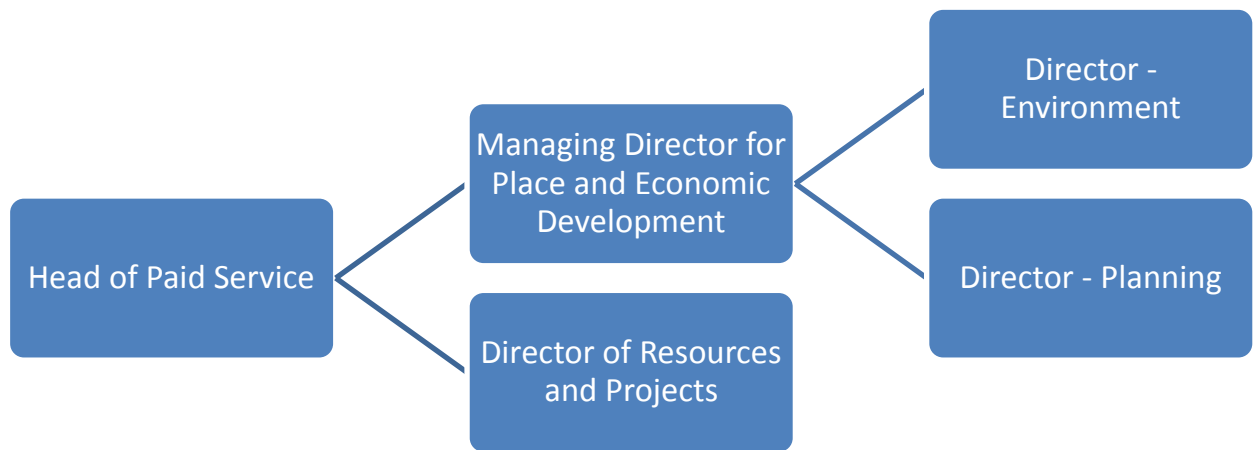 Head of Paid Service
Managing Director for
Place and Economic
Development
Director of Resources
and Projects
Director -
Environment
Director - Planning